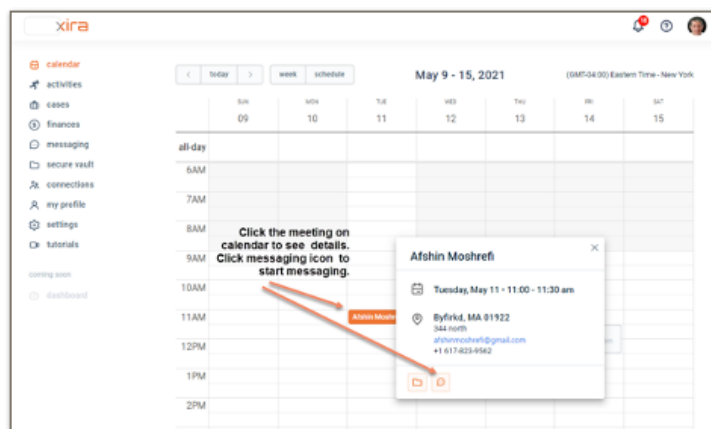 xira
calendar
activities
cases
finances
messaging
secure vault
connections
my profile
settings
tutorials
coming soon
dashboard
today
week
schedule
May 9 - 15, 2021
(GMT-04:00) Eastern Time - New York
SUN
MON
TUE
WED
THU
FRI
SAT
09
10
11
12
13
14
15
all-day
6AM
7AM
8AM
9AM
10AM
11AM
12PM
1PM
2PM
Click the meeting on
calendar to see details.
Click messaging icon to
start messaging.
Afshin Moshref
Afshin Moshrefi
Tuesday, May 11 • 11:00 - 11:30 am
Byfirkd, MA 01922
344 north
afshinmoshrefi@gmail.com
+1 617-823-9562